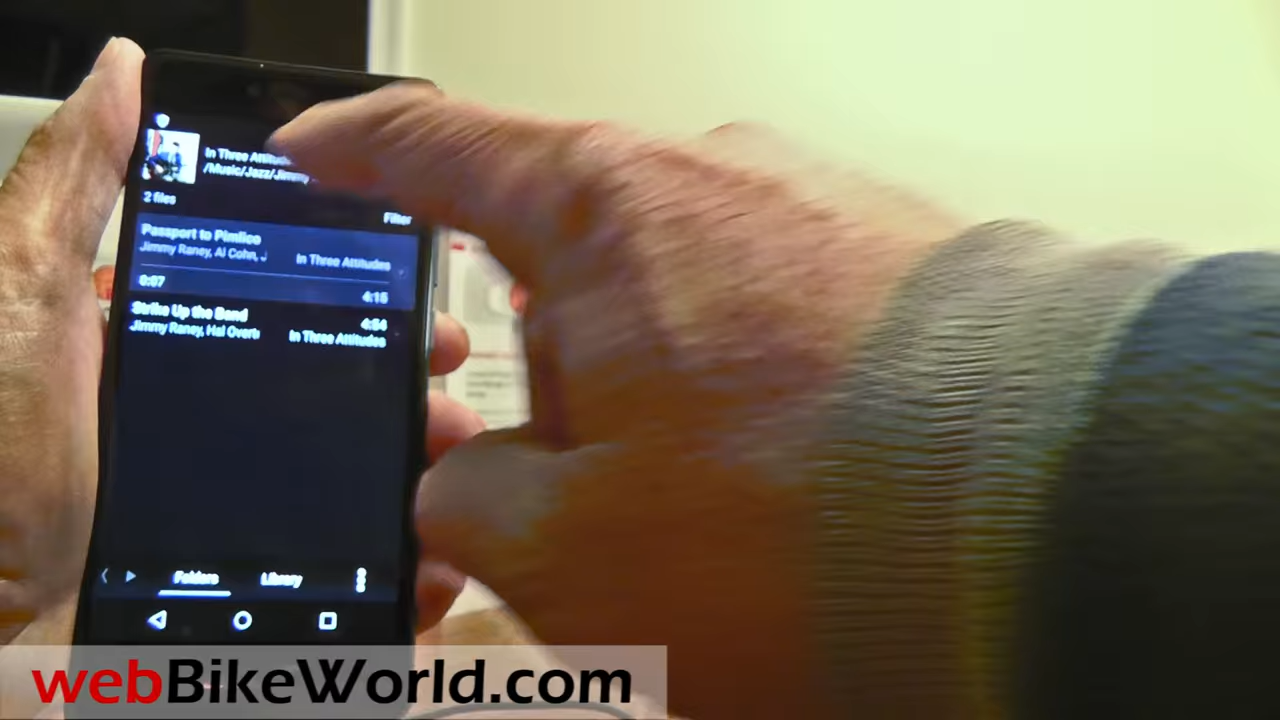 In Three Attitudes
/Music/Jazz/Jimmy
2 files
Filter
Passport to Pimlico
Jimmy Raney, Al Cohn, J
In Three Attitudes
0:07
4:15
Strike Up the Band
4:54
Jimmy Raney, Hal Overto
In Three Attitudes
Folders
Library
webBikeWorld.com